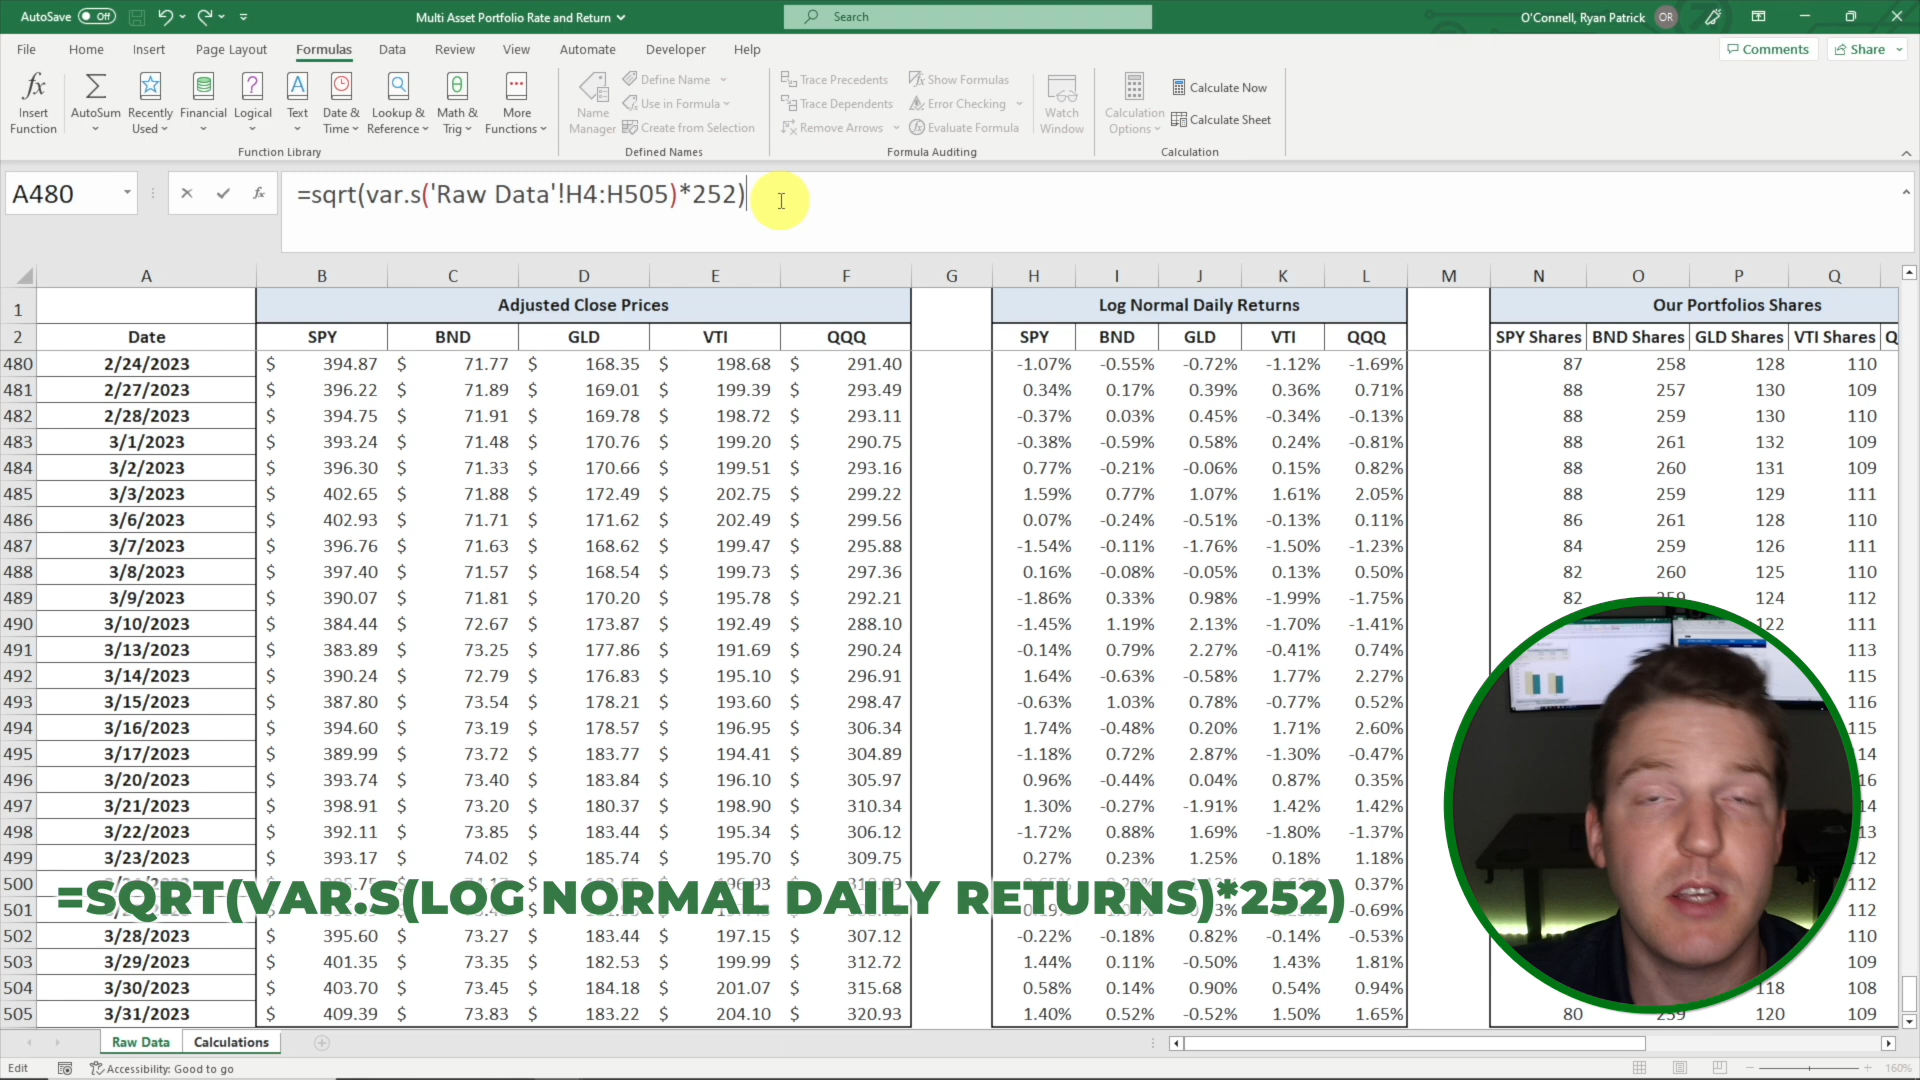 AutoSave Off Multi Asset Portfolio Rate and Return Search O'Connell, Ryan Patrick OR
File Home Insert Page Layout Formulas Data Review View Automate Developer Help Comments Share
Insert Function AutoSum Recently Used Financial Logical Text Date & Time Lookup & Reference Math & Trig More Functions Name Manager Define Name Use in Formula Create from Selection Trace Precedents Trace Dependents Remove Arrows Show Formulas Error Checking Evaluate Formula Watch Window Calculation Options Calculate Now Calculate Sheet
Function Library Defined Names Formula Auditing Calculation
A480 fx =sqrt(var.s('Raw Data'!H4:H505)*252)
A B C D E F G H I J K L M N O P Q
1 Adjusted Close Prices Log Normal Daily Returns Our Portfolios Shares
2 Date SPY BND GLD VTI QQQ SPY BND GLD VTI QQQ SPY Shares BND Shares GLD Shares VTI Shares Q
480 2/24/2023 $ 394.87 $ 71.77 $ 168.35 $ 198.68 $ 291.40 -1.07% -0.55% -0.72% -1.12% -1.69% 87 258 128 110
481 2/27/2023 $ 396.22 $ 71.89 $ 169.01 $ 199.39 $ 293.49 0.34% 0.17% 0.39% 0.36% 0.71% 88 257 130 109
482 2/28/2023 $ 394.75 $ 71.91 $ 169.78 $ 198.72 $ 293.11 -0.37% 0.03% 0.45% -0.34% -0.13% 88 259 130 110
483 3/1/2023 $ 393.24 $ 71.48 $ 170.76 $ 199.20 $ 290.75 -0.38% -0.59% 0.58% 0.24% -0.81% 88 261 132 109
484 3/2/2023 $ 396.30 $ 71.33 $ 170.66 $ 199.51 $ 293.16 0.77% -0.21% -0.06% 0.15% 0.82% 88 260 131 109
485 3/3/2023 $ 402.65 $ 71.88 $ 172.49 $ 202.75 $ 299.22 1.59% 0.77% 1.07% 1.61% 2.05% 88 259 129 111
486 3/6/2023 $ 402.93 $ 71.71 $ 171.62 $ 202.49 $ 299.56 0.07% -0.24% -0.51% -0.13% 0.11% 86 261 128 110
487 3/7/2023 $ 396.76 $ 71.63 $ 168.62 $ 199.47 $ 295.88 -1.54% -0.11% -1.76% -1.50% -1.23% 84 259 126 111
488 3/8/2023 $ 397.40 $ 71.57 $ 168.54 $ 199.73 $ 297.36 0.16% -0.08% -0.05% 0.13% 0.50% 82 260 125 110
489 3/9/2023 $ 390.07 $ 71.81 $ 170.20 $ 195.78 $ 292.21 -1.86% 0.33% 0.98% -1.99% -1.75% 82 259 124 112
490 3/10/2023 $ 384.44 $ 72.67 $ 173.87 $ 192.49 $ 288.10 -1.45% 1.19% 2.13% -1.70% -1.41% 122 111
491 3/13/2023 $ 383.89 $ 73.25 $ 177.86 $ 191.69 $ 290.24 -0.14% 0.79% 2.27% -0.41% 0.74% 113
492 3/14/2023 $ 390.24 $ 72.79 $ 176.83 $ 195.10 $ 296.91 1.64% -0.63% -0.58% 1.77% 2.27% 115
493 3/15/2023 $ 387.80 $ 73.54 $ 178.21 $ 193.60 $ 298.47 -0.63% 1.03% 0.78% -0.77% 0.52% 116
494 3/16/2023 $ 394.60 $ 73.19 $ 178.57 $ 196.95 $ 306.34 1.74% -0.48% 0.20% 1.71% 2.60% 115
495 3/17/2023 $ 389.99 $ 73.72 $ 183.77 $ 194.41 $ 304.89 -1.18% 0.72% 2.87% -1.30% -0.47%
496 3/20/2023 $ 393.74 $ 73.40 $ 183.84 $ 196.10 $ 305.97 0.96% -0.44% 0.04% 0.87% 0.35%
497 3/21/2023 $ 398.91 $ 73.20 $ 180.37 $ 198.90 $ 310.34 1.30% -0.27% -1.91% 1.42% 1.42%
498 3/22/2023 $ 392.11 $ 73.85 $ 183.44 $ 195.34 $ 306.12 -1.72% 0.88% 1.69% -1.80% -1.37%
499 3/23/2023 $ 393.17 $ 74.02 $ 185.74 $ 195.70 $ 309.75 0.27% 0.23% 1.25% 0.18% 1.18%
500 0.37% 112
=SQRT(VAR.S(LOG NORMAL DAILY RETURNS)*252)
501 -0.69% 112
502 3/28/2023 $ 395.60 $ 73.27 $ 183.44 $ 197.15 $ 307.12 -0.22% -0.18% 0.82% -0.14% -0.53% 110
503 3/29/2023 $ 401.35 $ 73.35 $ 182.53 $ 199.99 $ 312.72 1.44% 0.11% -0.50% 1.43% 1.81% 109
504 3/30/2023 $ 403.70 $ 73.45 $ 184.18 $ 201.07 $ 315.68 0.58% 0.14% 0.90% 0.54% 0.94% 118 108
505 3/31/2023 $ 409.39 $ 73.83 $ 183.22 $ 204.10 $ 320.93 1.40% 0.52% -0.52% 1.50% 1.65% 80 259 120 109
Raw Data Calculations
Edit Accessibility: Good to go 160%